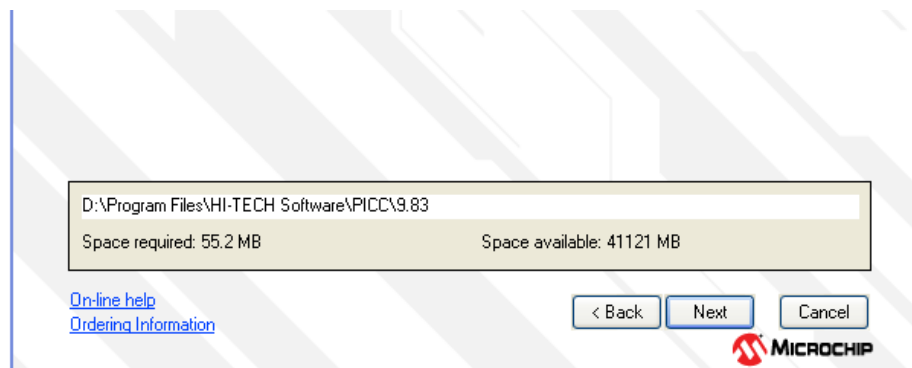 D:\Program Files\HI-TECH Software\PICC\9.83
Space required: 55.2 MB Space available: 41121 MB
On-line help
Ordering Information
< Back Next Cancel
MICROCHIP